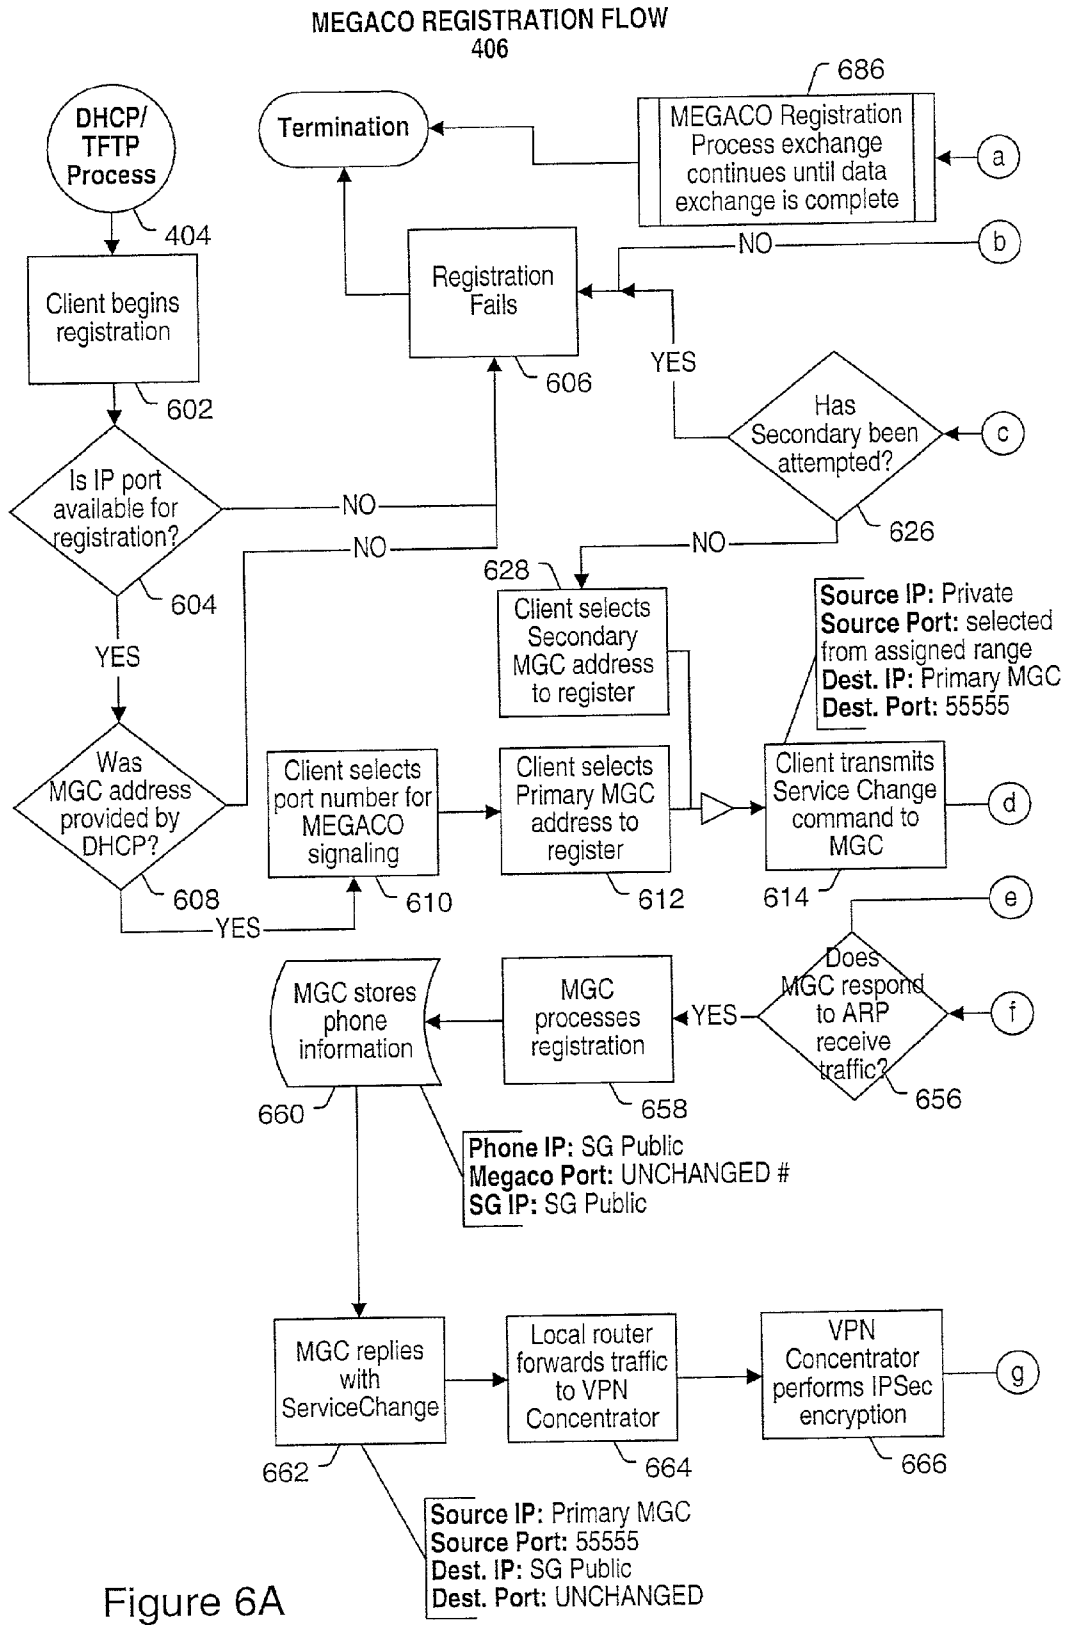 MEGACO REGISTRATION FLOW
406
686
DHCP/
TFTP
Process
404
Termination
MEGACO Registration
Process exchange
continues until data
exchange is complete
a
NO
b
Client begins
registration
602
Registration
Fails
606
YES
Has
Secondary been
attempted?
626
c
Is IP port
available for
registration?
604
NO
NO
NO
YES
628
Client selects
Secondary
MGC address
to register
Source IP: Private
Source Port: selected
from assigned range
Dest. IP: Primary MGC
Dest. Port: 55555
Was
MGC address
provided by
DHCP?
608
YES
Client selects
port number for
MEGACO
signaling
610
Client selects
Primary MGC
address to
register
612
Client transmits
Service Change
command to
MGC
614
d
e
MGC stores
phone
information
660
MGC
processes
registration
658
YES
Does
MGC respond
to ARP
receive
traffic?
656
f
Phone IP: SG Public
Megaco Port: UNCHANGED #
SG IP: SG Public
MGC replies
with
ServiceChange
662
Local router
forwards traffic
to VPN
Concentrator
664
VPN
Concentrator
performs IPSec
encryption
666
g
Source IP: Primary MGC
Source Port: 55555
Dest. IP: SG Public
Dest. Port: UNCHANGED
Figure 6A